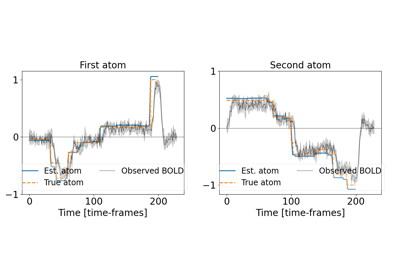 First atom
1
0
−1
Est. atom
Observed BOLD
True atom
0
100
200
Time [time-frames]
Second atom
1
0
−1
Est. atom
Observed BOLD
True atom
0
100
200
Time [time-frames]